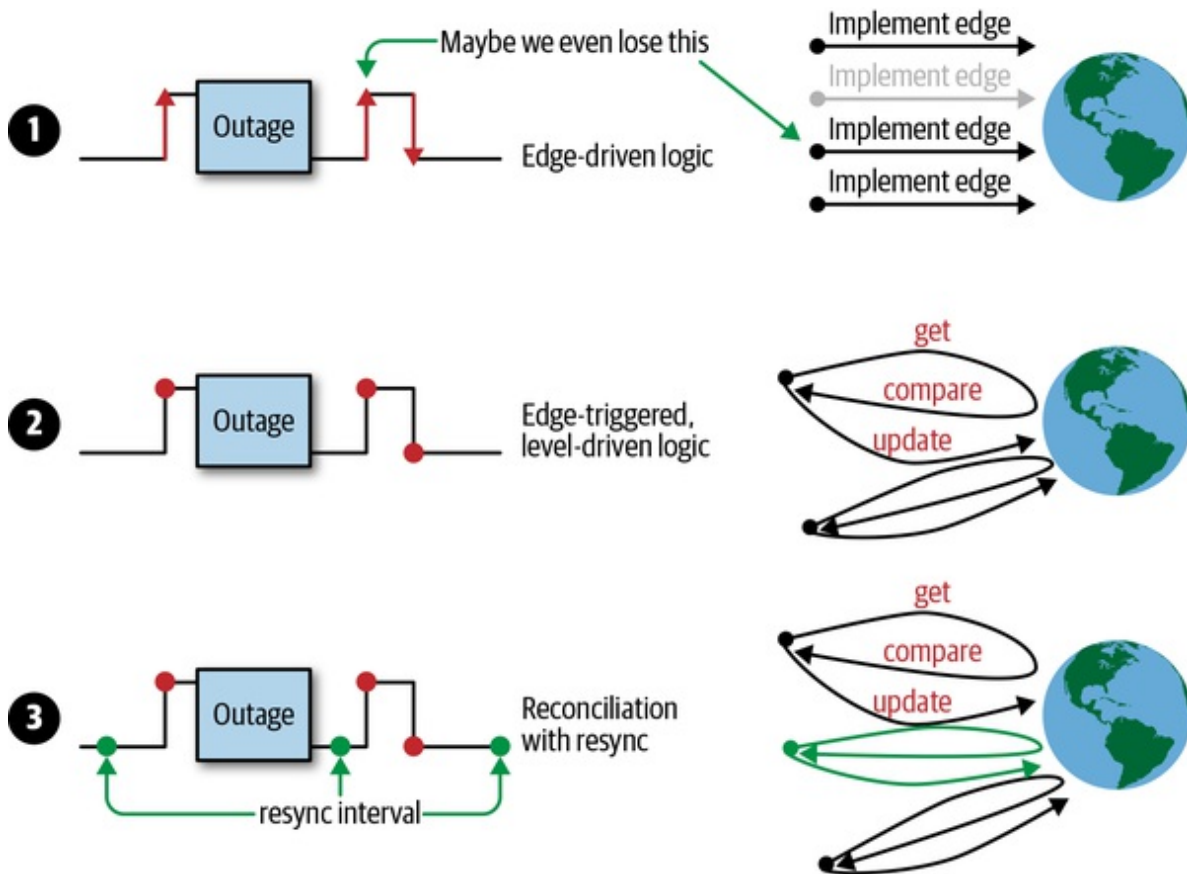 Maybe we even lose this
Implement edge
Implement edge
1
Outage
Edge-driven logic
Implement edge
Implement edge
2
Outage
Edge-triggered,
level-driven logic
get
compare
update
3
Outage
Reconciliation
with resync
resync interval
get
compare
update